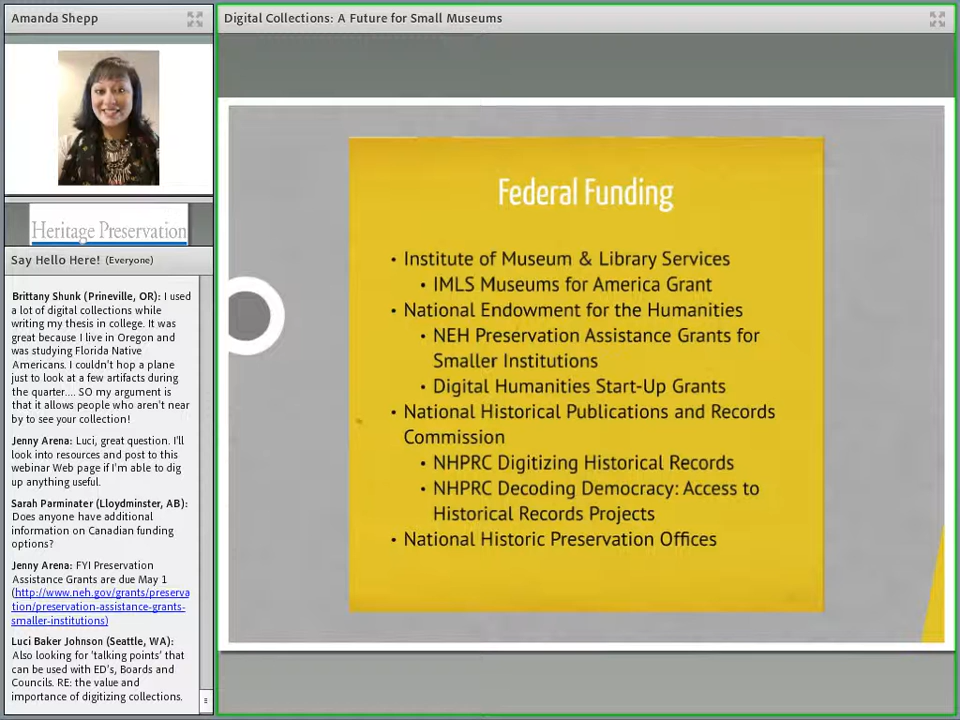 Amanda Shepp
Heritage Preservation
Say Hello Here! (Everyone)
Brittany Shunk (Prineville, OR): I used
a lot of digital collections while
writing my thesis in college. It was
great because I live in Oregon and
was studying Florida Native
Americans. I couldn't hop a plane
just to look at a few artifacts during
the quarter.... SO my argument is
that it allows people who aren't near
by to see your collection!
Jenny Arena: Luci, great question. I'll
look into resources and post to this
webinar Web page if I'm able to dig
up anything useful.
Sarah Parminater (Lloydminster, AB):
Does anyone have additional
information on Canadian funding
options?
Jenny Arena: FYI Preservation
Assistance Grants are due May 1
(http://www.neh.gov/grants/preserva
tion/preservation-assistance-grants-
smaller-institutions)
Luci Baker Johnson (Seattle, WA):
Also looking for 'talking points' that
can be used with ED's, Boards and
Councils. RE: the value and
importance of digitizing collections.
Digital Collections: A Future for Small Museums
Federal Funding
• Institute of Museum & Library Services
• IMLS Museums for America Grant
• National Endowment for the Humanities
• NEH Preservation Assistance Grants for
Smaller Institutions
• Digital Humanities Start-Up Grants
• National Historical Publications and Records
Commission
• NHPRC Digitizing Historical Records
• NHPRC Decoding Democracy: Access to
Historical Records Projects
• National Historic Preservation Offices